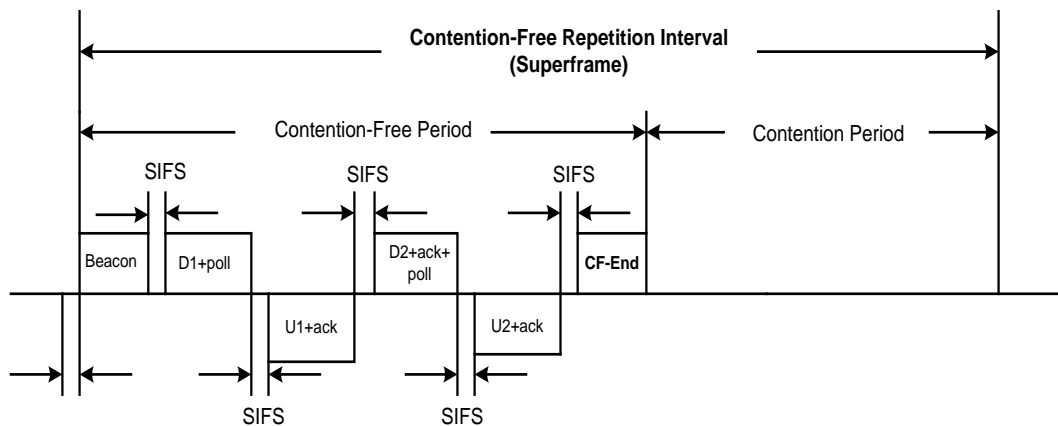 Contention-Free Repetition Interval
(Superframe)
Contention-Free Period
Contention Period
SIFS
SIFS
SIFS
Beacon
D1+poll
D2+ack+
poll
CF-End
U1+ack
U2+ack
SIFS
SIFS